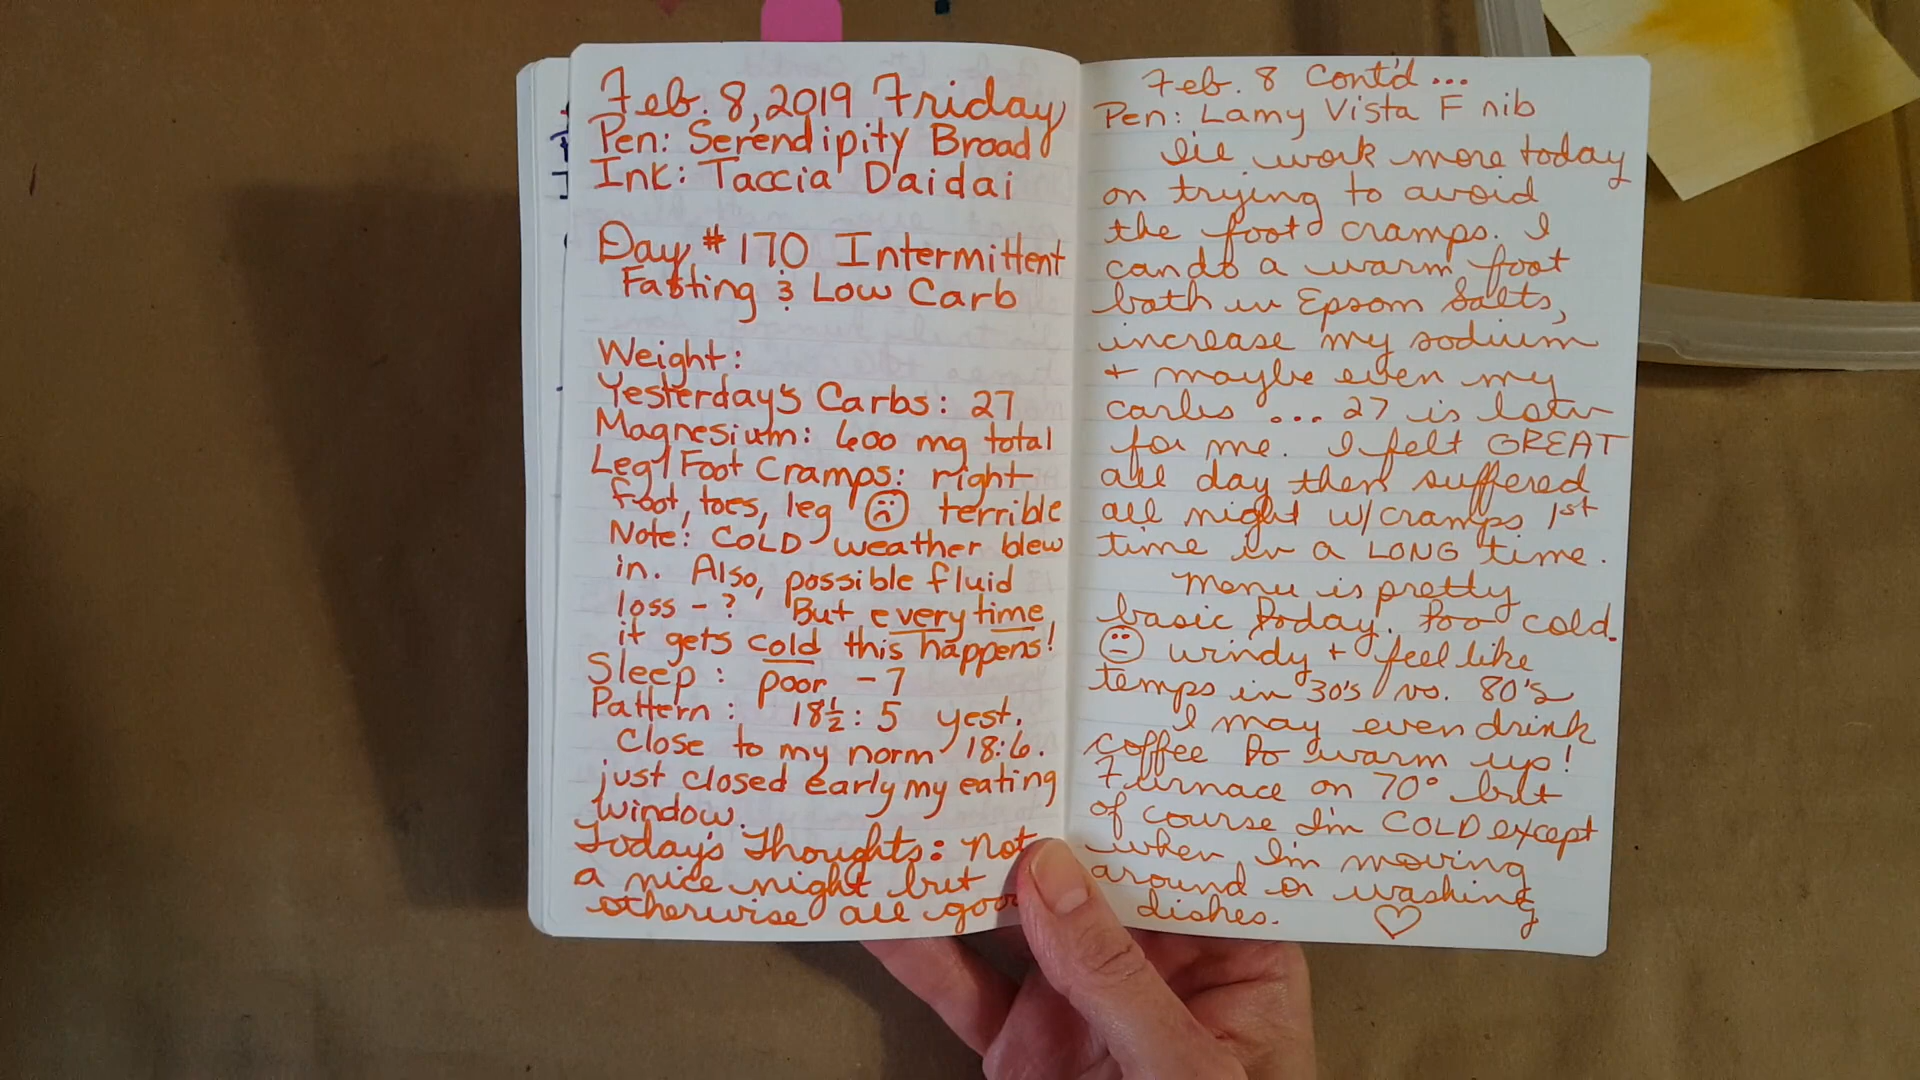 Feb. 8, 2019 Friday
Pen: Serendipity Broad
Ink: Taccia Daidai
Day #170 Intermittent
Fasting & Low Carb
Weight:
Yesterday's Carbs: 27
Magnesium: 600 mg total
Leg/Foot Cramps: right
foot, toes, leg ☹ terrible
Note: COLD weather blew
in. Also, possible fluid
loss - ? But everytime
it gets cold this happens!
Sleep: poor - 7
Pattern: 18½:5 yest.
Close to my norm 18:6.
just closed early my eating
window.
Today's Thoughts: Not
a nice night but
otherwise all good
Feb. 8 Cont'd...
Pen: Lamy Vista F nib
I'll work more today
on trying to avoid
the foot cramps. I
can do a warm foot
bath in Epsom Salts,
increase my sodium
+ maybe even my
carbs ... 27 is low
for me. I felt GREAT
all day then suffered
all night w/cramps 1st
time in a LONG time.
Menu is pretty
basic today. Too cold.
☹ windy + feel like
temps in 30's vs. 80's
I may even drink
coffee to warm up!
Furnace on 70° but
of course I'm COLD except
when I'm moving
around or washing
dishes. ♡